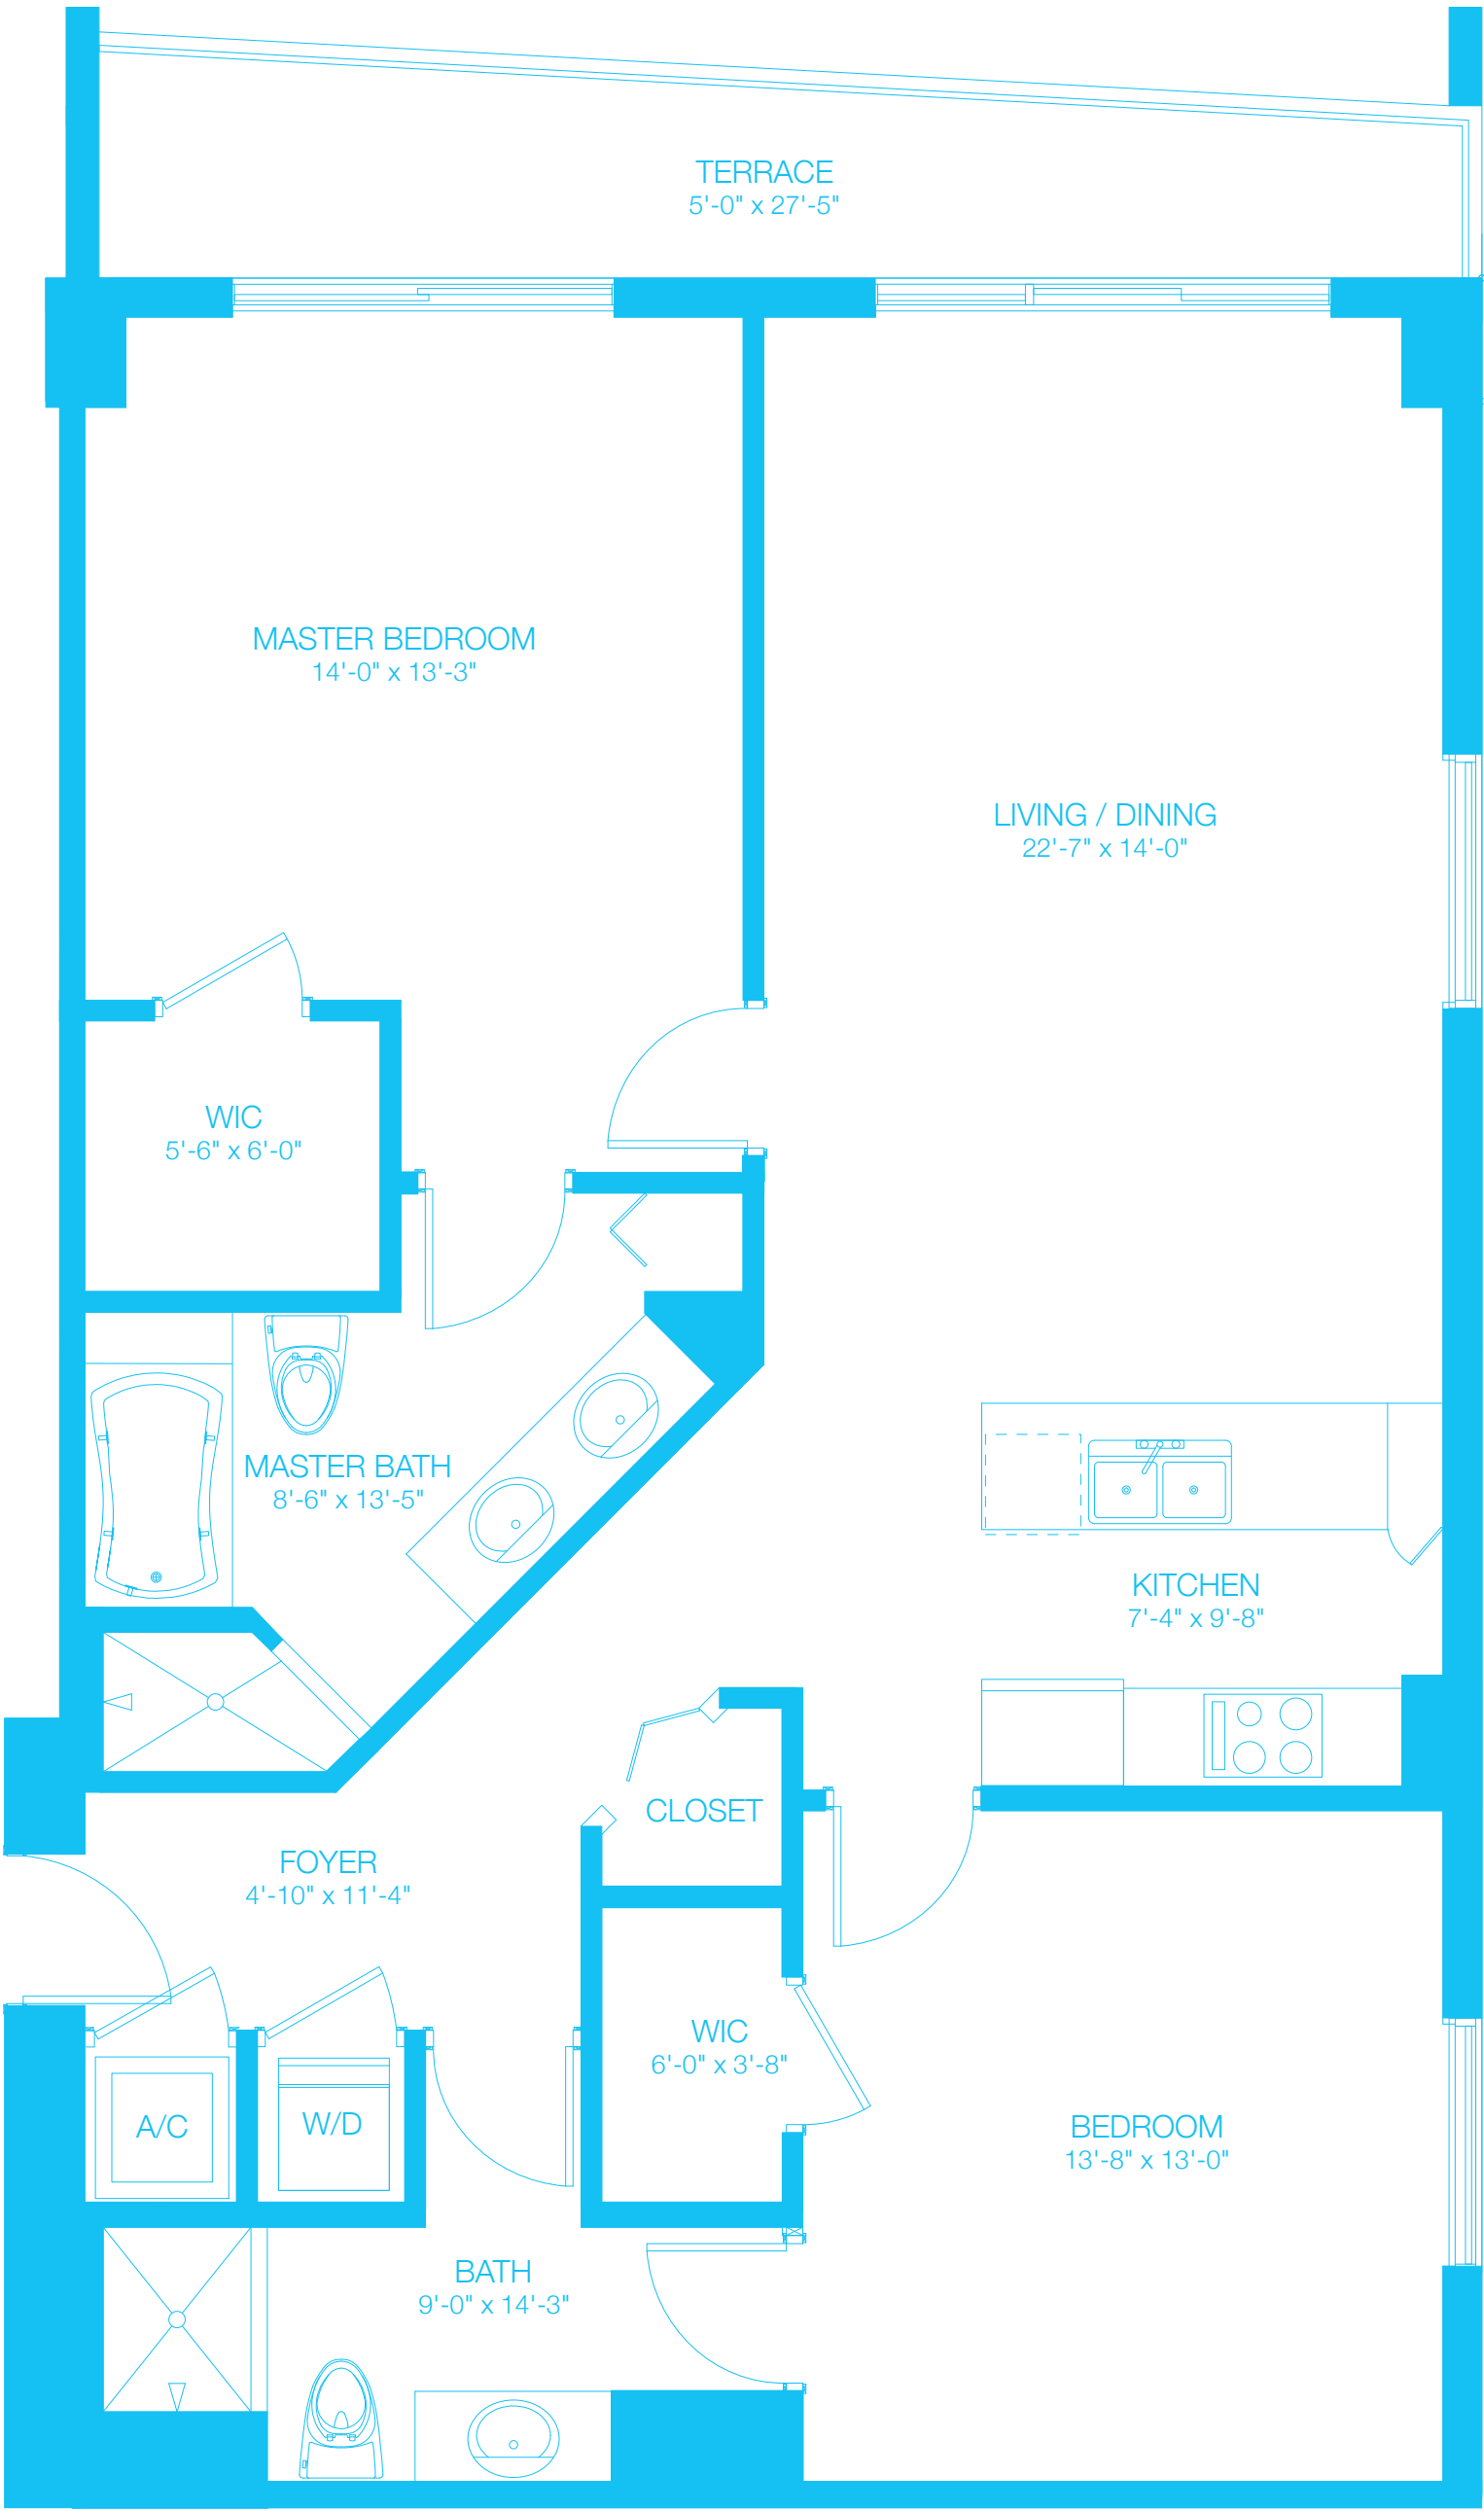 TERRACE
5'-0" x 27'-5"
MASTER BEDROOM
14'-0" x 13'-3"
LIVING / DINING
22'-7" x 14'-0"
WIC
5'-6" x 6'-0"
MASTER BATH
8'-6" x 13'-5"
KITCHEN
7'-4" x 9'-8"
CLOSET
FOYER
4'-10" x 11'-4"
WIC
6'-0" x 3'-8"
A/C
W/D
BEDROOM
13'-8" x 13'-0"
BATH
9'-0" x 14'-3"